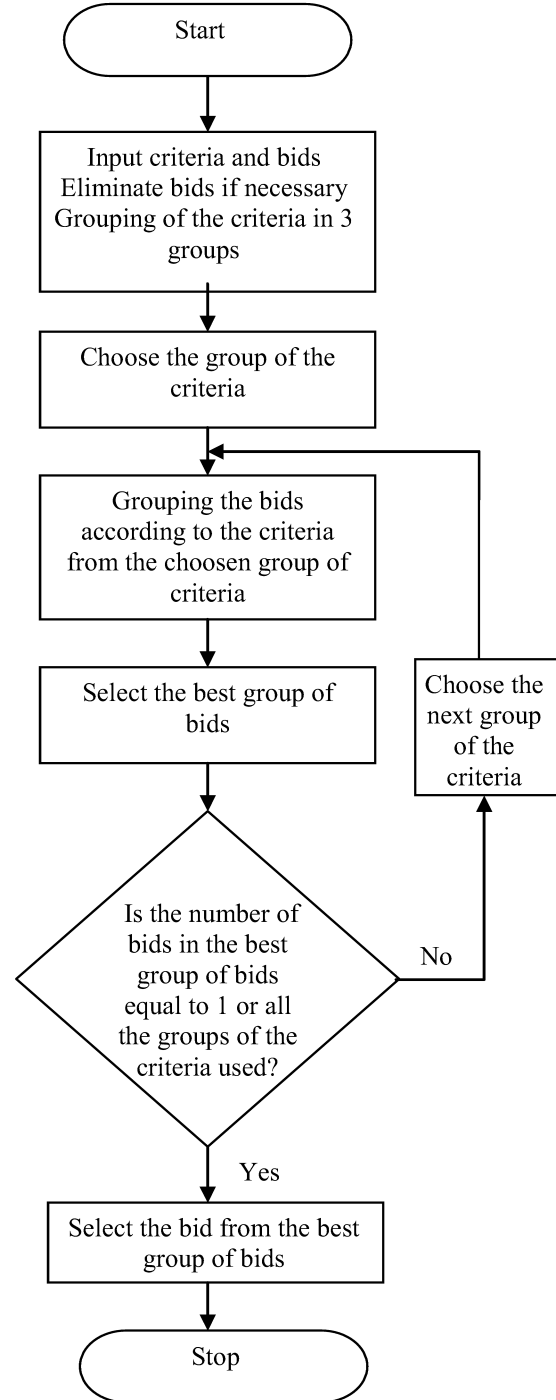 Start
Input criteria and bids
Eliminate bids if necessary
Grouping of the criteria in 3
groups
Choose the group of the
criteria
Grouping the bids
according to the criteria
from the choosen group of
criteria
Select the best group of
bids
Choose the
next group
of the
criteria
Is the number of
bids in the best
group of bids
equal to 1 or all
the groups of the
criteria used?
No
Yes
Select the bid from the best
group of bids
Stop